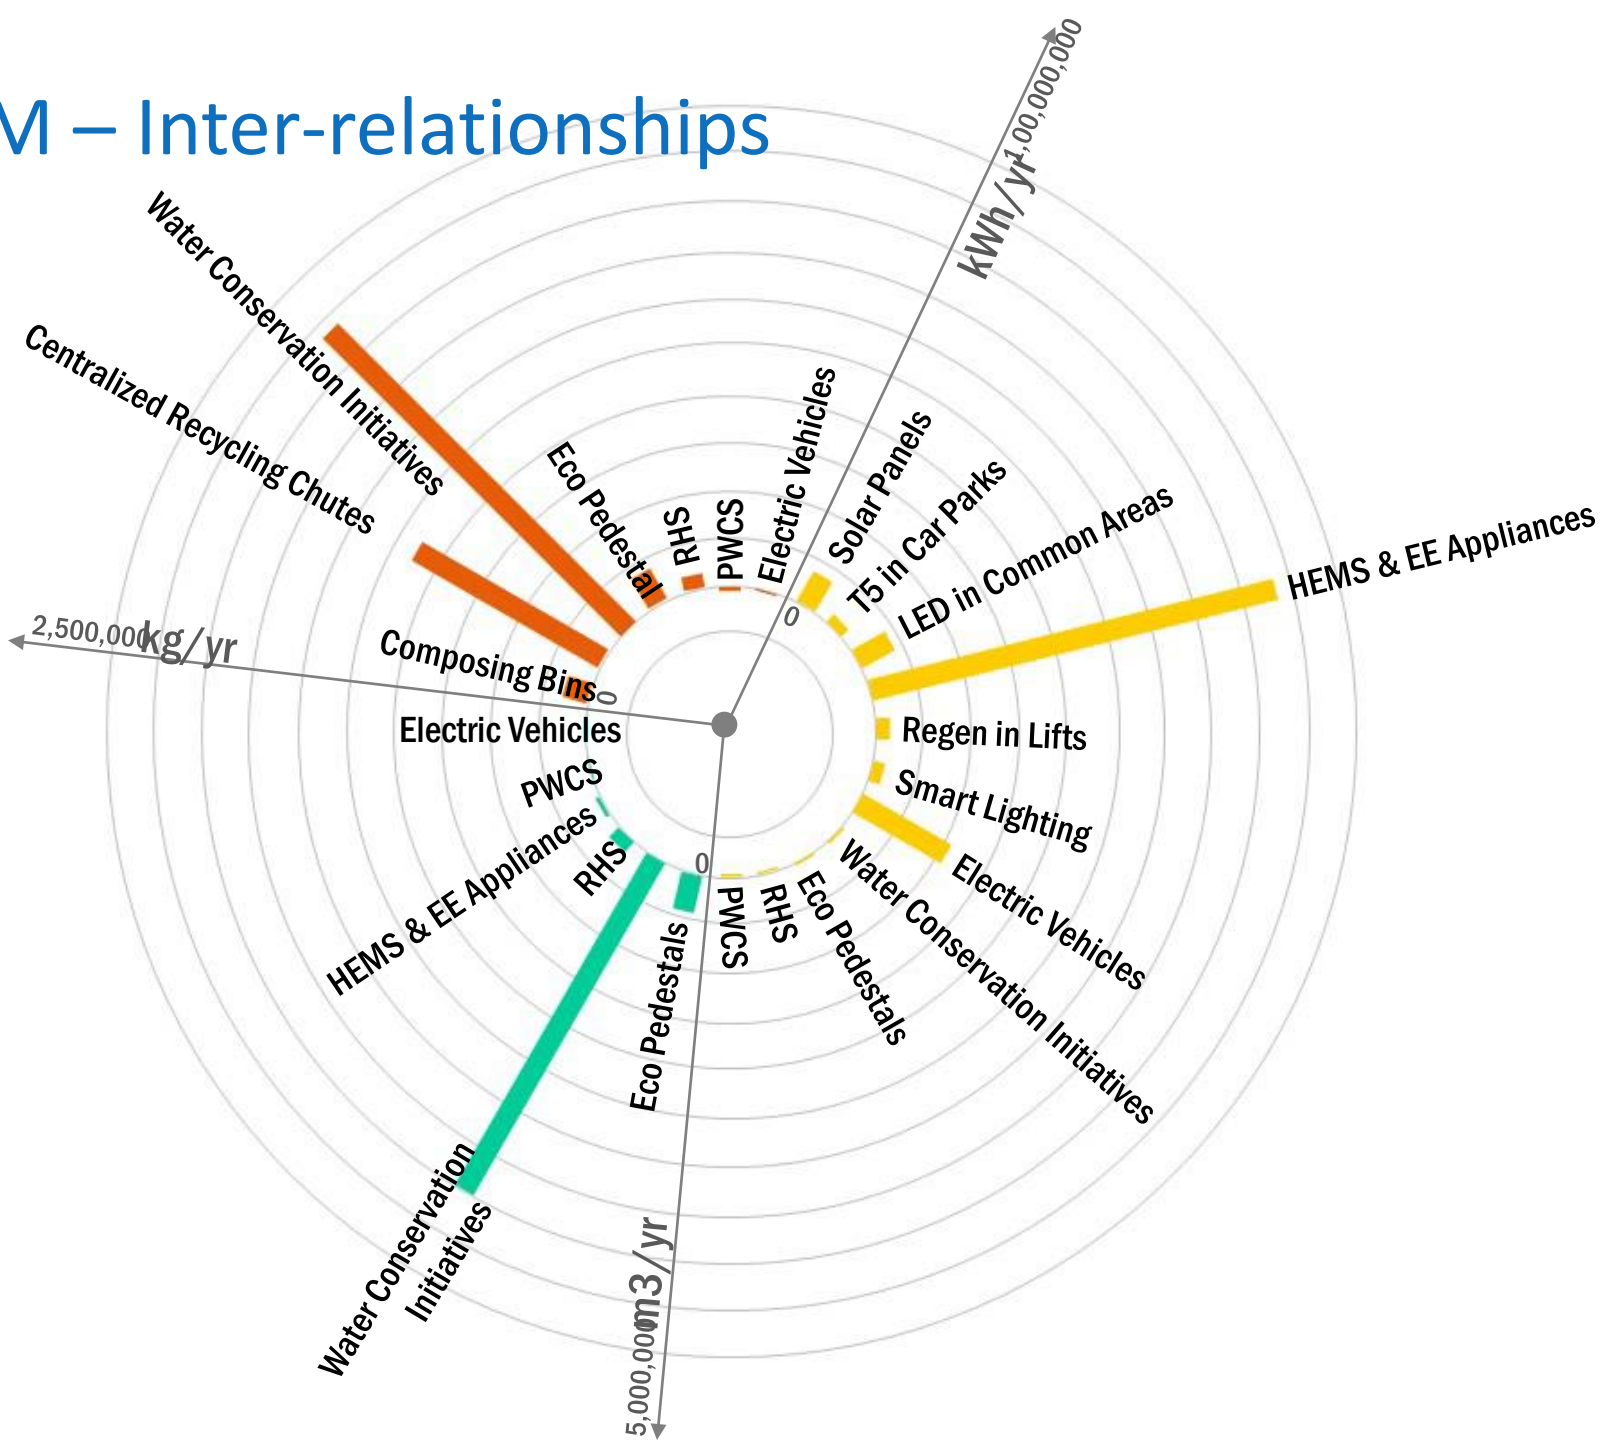 M – Inter-relationships
1,00,000,000
kWh/yr
0
Solar Panels
T5 in Car Parks
LED in Common Areas
HEMS & EE Appliances
Regen in Lifts
Smart Lighting
Electric Vehicles
Water Conservation Initiatives
Eco Pedestals
RHS
PWCS
5,000,000
m3/yr
0
Eco Pedestals
Water Conservation
Initiatives
RHS
HEMS & EE Appliances
PWCS
Electric Vehicles
2,500,000
kg/yr
0
Composing Bins
Centralized Recycling Chutes
Water Conservation Initiatives
Eco Pedestal
RHS
PWCS
Electric Vehicles